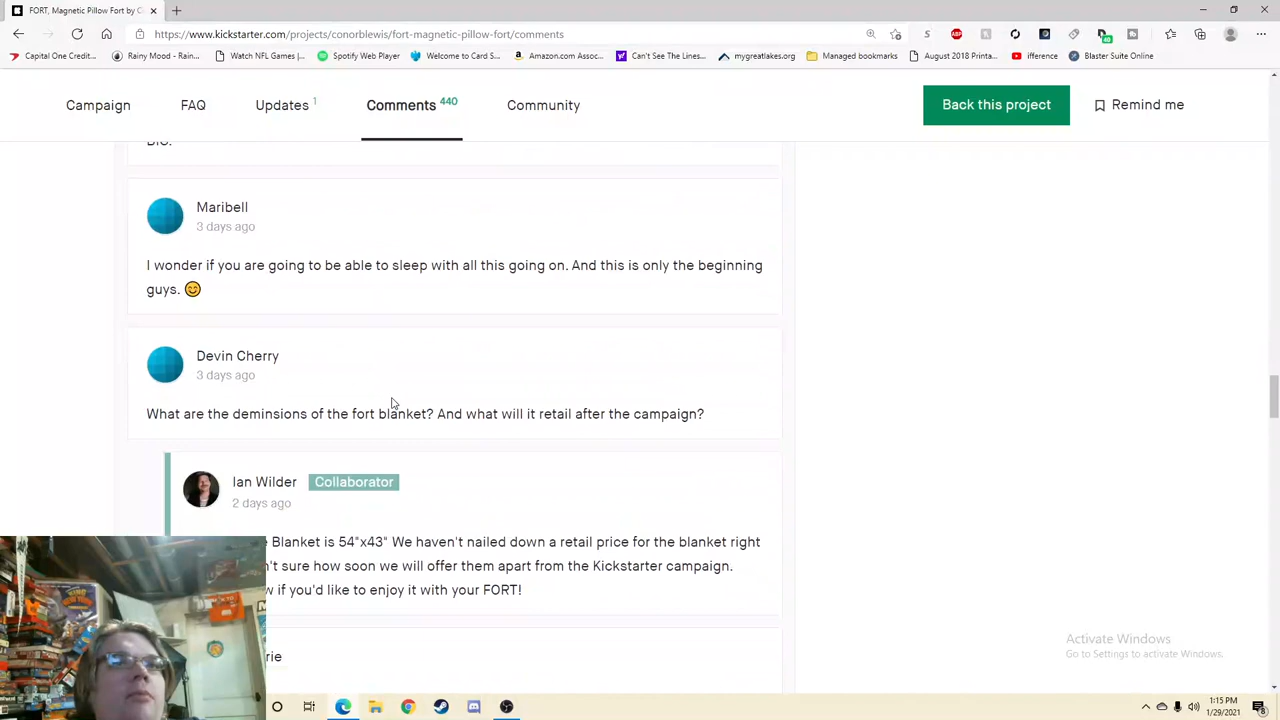 FORT, Magnetic Pillow Fort by C
https://www.kickstarter.com/projects/conorblewis/fort-magnetic-pillow-fort/comments
Capital One Credit...
Rainy Mood - Rain...
Watch NFL Games |...
Spotify Web Player
Welcome to Card S...
Amazon.com Assoc...
Can't See The Lines...
mygreatlakes.org
Managed bookmarks
August 2018 Printa...
ifference
Blaster Suite Online
Campaign
FAQ
Updates 1
Comments 440
Community
Back this project
Remind me
Maribell
3 days ago
I wonder if you are going to be able to sleep with all this going on. And this is only the beginning
guys. 😊
Devin Cherry
3 days ago
What are the deminsions of the fort blanket? And what will it retail after the campaign?
Ian Wilder Collaborator
2 days ago
Blanket is 54"x43" We haven't nailed down a retail price for the blanket right
sure how soon we will offer them apart from the Kickstarter campaign.
if you'd like to enjoy it with your FORT!
rie
Activate Windows
Go to Settings to activate Windows.
1:15 PM
1/29/2021